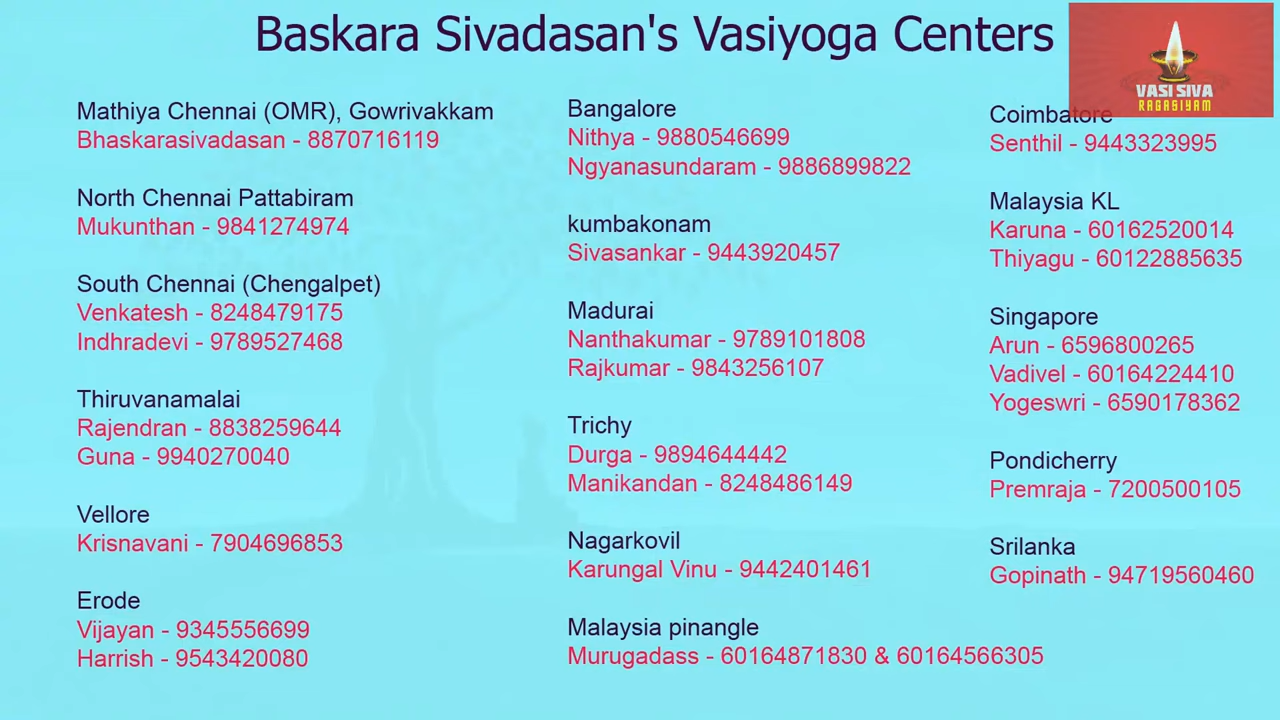 Baskara Sivadasan's Vasiyoga Centers
VASI SIVA
RAGASIYAM
Mathiya Chennai (OMR), Gowrivakkam
Bhaskarasivadasan - 8870716119
North Chennai Pattabiram
Mukunthan - 9841274974
South Chennai (Chengalpet)
Venkatesh - 8248479175
Indhradevi - 9789527468
Thiruvanamalai
Rajendran - 8838259644
Guna - 9940270040
Vellore
Krisnavani - 7904696853
Erode
Vijayan - 9345556699
Harrish - 9543420080
Bangalore
Nithya - 9880546699
Ngyanasundaram - 9886899822
kumbakonam
Sivasankar - 9443920457
Madurai
Nanthakumar - 9789101808
Rajkumar - 9843256107
Trichy
Durga - 9894644442
Manikandan - 8248486149
Nagarkovil
Karungal Vinu - 9442401461
Malaysia pinangle
Murugadass - 60164871830 & 60164566305
Coimbatore
Senthil - 9443323995
Malaysia KL
Karuna - 60162520014
Thiyagu - 60122885635
Singapore
Arun - 6596800265
Vadivel - 60164224410
Yogeswri - 6590178362
Pondicherry
Premraja - 7200500105
Srilanka
Gopinath - 94719560460